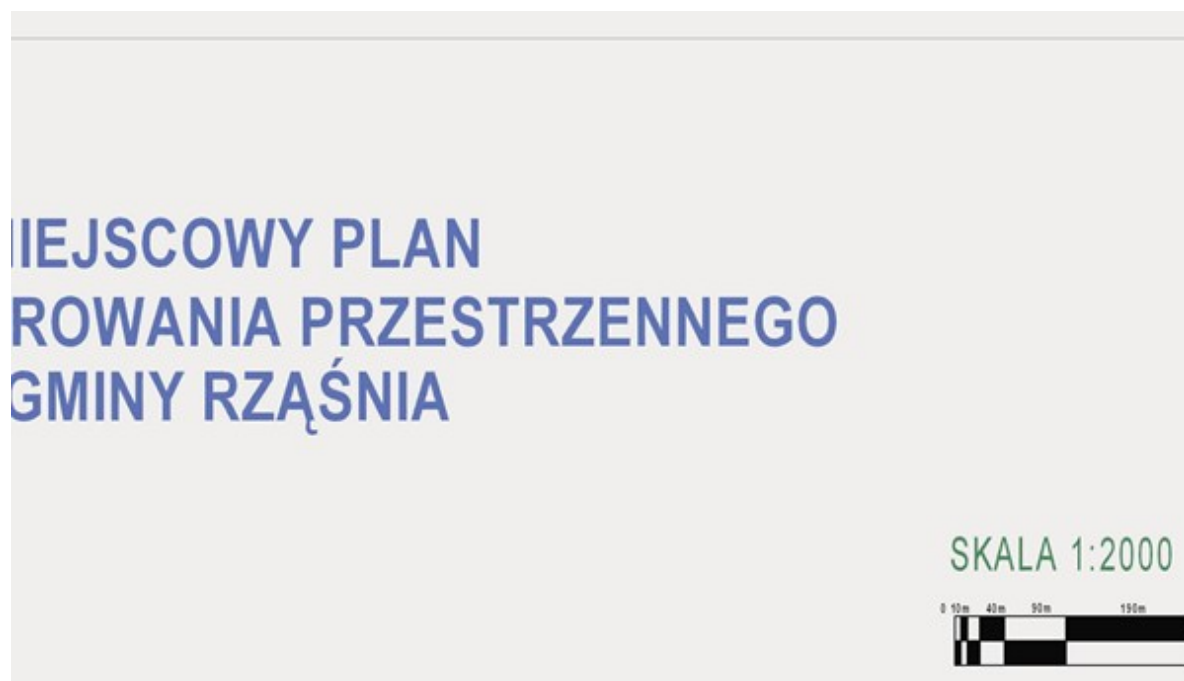 IEJSCOWY PLAN
ROWANIA PRZESTRZENNEGO
GMINY RZĄŚNIA
SKALA 1:2000
0 10m 40m 90m 190m